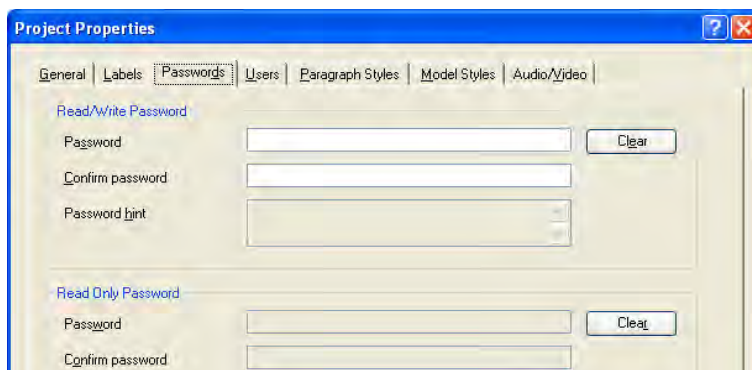 Project Properties
General Labels Passwords Users Paragraph Styles Model Styles Audio/Video
Read/Write Password
Password Clear
Confirm password
Password hint
Read Only Password
Password Clear
Confirm password